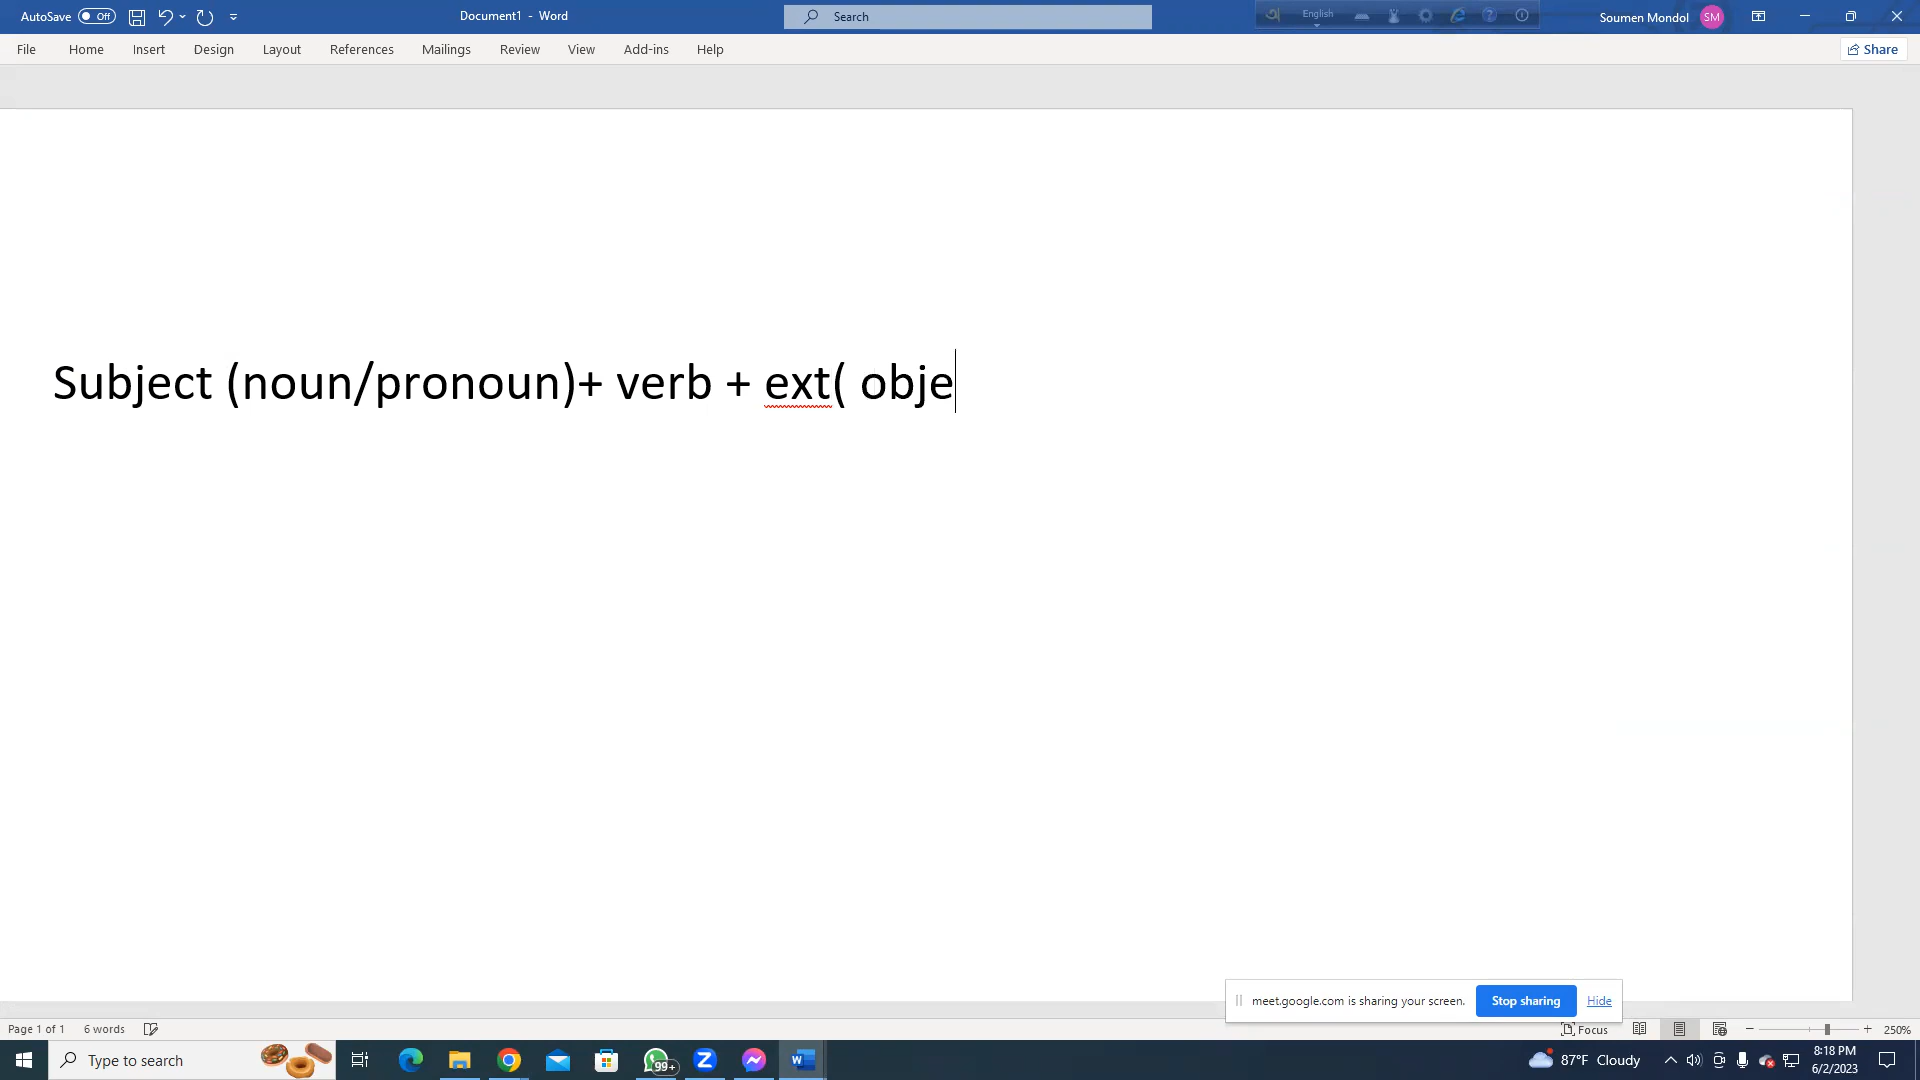 AutoSave Off Document1 - Word Search English Soumen Mondol SM
File Home Insert Design Layout References Mailings Review View Add-ins Help Share
Subject (noun/pronoun)+ verb + ext( obje
meet.google.com is sharing your screen. Stop sharing Hide
Page 1 of 1 6 words Focus 250%
Type to search 99+ 87°F Cloudy 8:18 PM
6/2/2023